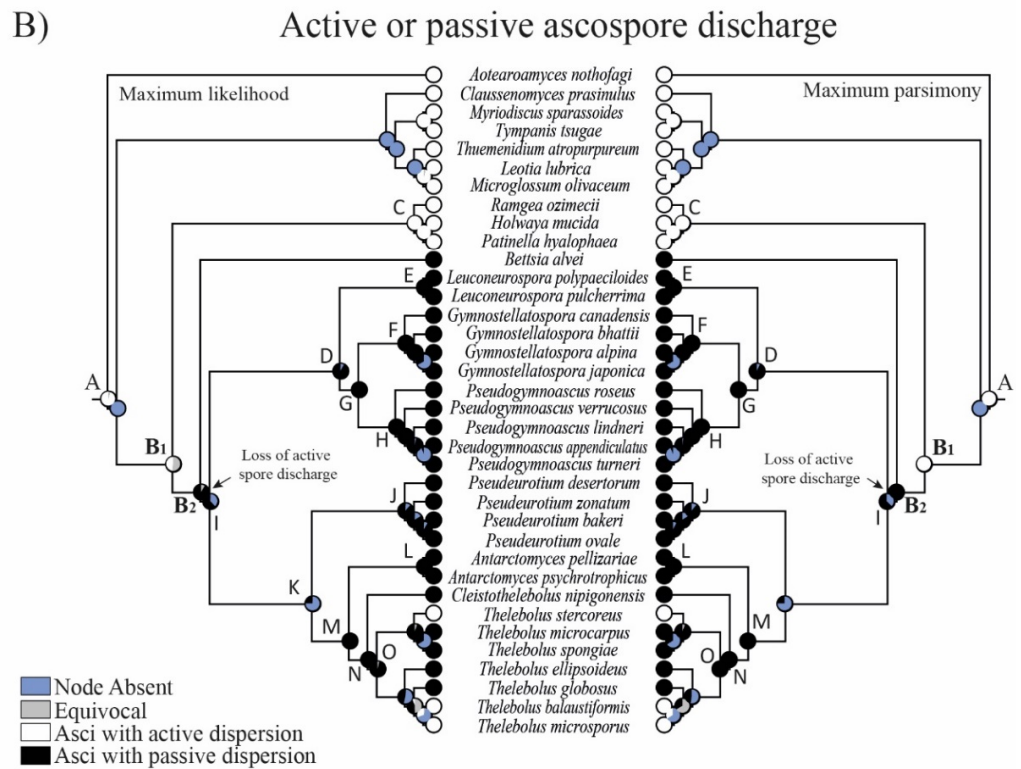 B) Active or passive ascospore discharge
Maximum likelihood
Maximum parsimony
Aotearoamyces nothofagi
Claussenomyces prasinulus
Myriodiscus sparassoides
Tympanis tsugae
Thuemenidium atropurpureum
Leotia lubrica
Microglossum olivaceum
Ramgea ozimecii
C C
Holwaya mucida
Patinella hyalophaea
Bettsia alvei
E Leuconeurospora polypaeciloides E
Leuconeurospora pulcherrima
Gymnostellatospora canadensis
F Gymnostellatospora bhattii F
D Gymnostellatospora alpina D
Gymnostellatospora japonica
A Pseudogymnoascus roseus A
G G
Pseudogymnoascus verrucosus
Pseudogymnoascus lindneri
H Pseudogymnoascus appendiculatus H
B1 B1
Loss of active
spore discharge
Loss of active
spore discharge
Pseudogymnoascus turneri
Pseudeurotium desertorum
J Pseudeurotium zonatum J
B2 B2
I I
Pseudeurotium bakeri
Pseudeurotium ovale
L Antarctomyces pellizariae L
Antarctomyces psychrotrophicus
K Cleistothelebolus nipigonensis
Thelebolus stercoreus
M M
Thelebolus microcarpus
O Thelebolus spongiae O
N N
Thelebolus ellipsoideus
Thelebolus globosus
Thelebolus balaustiformis
Thelebolus microsporus
Node Absent
Equivocal
Asci with active dispersion
Asci with passive dispersion